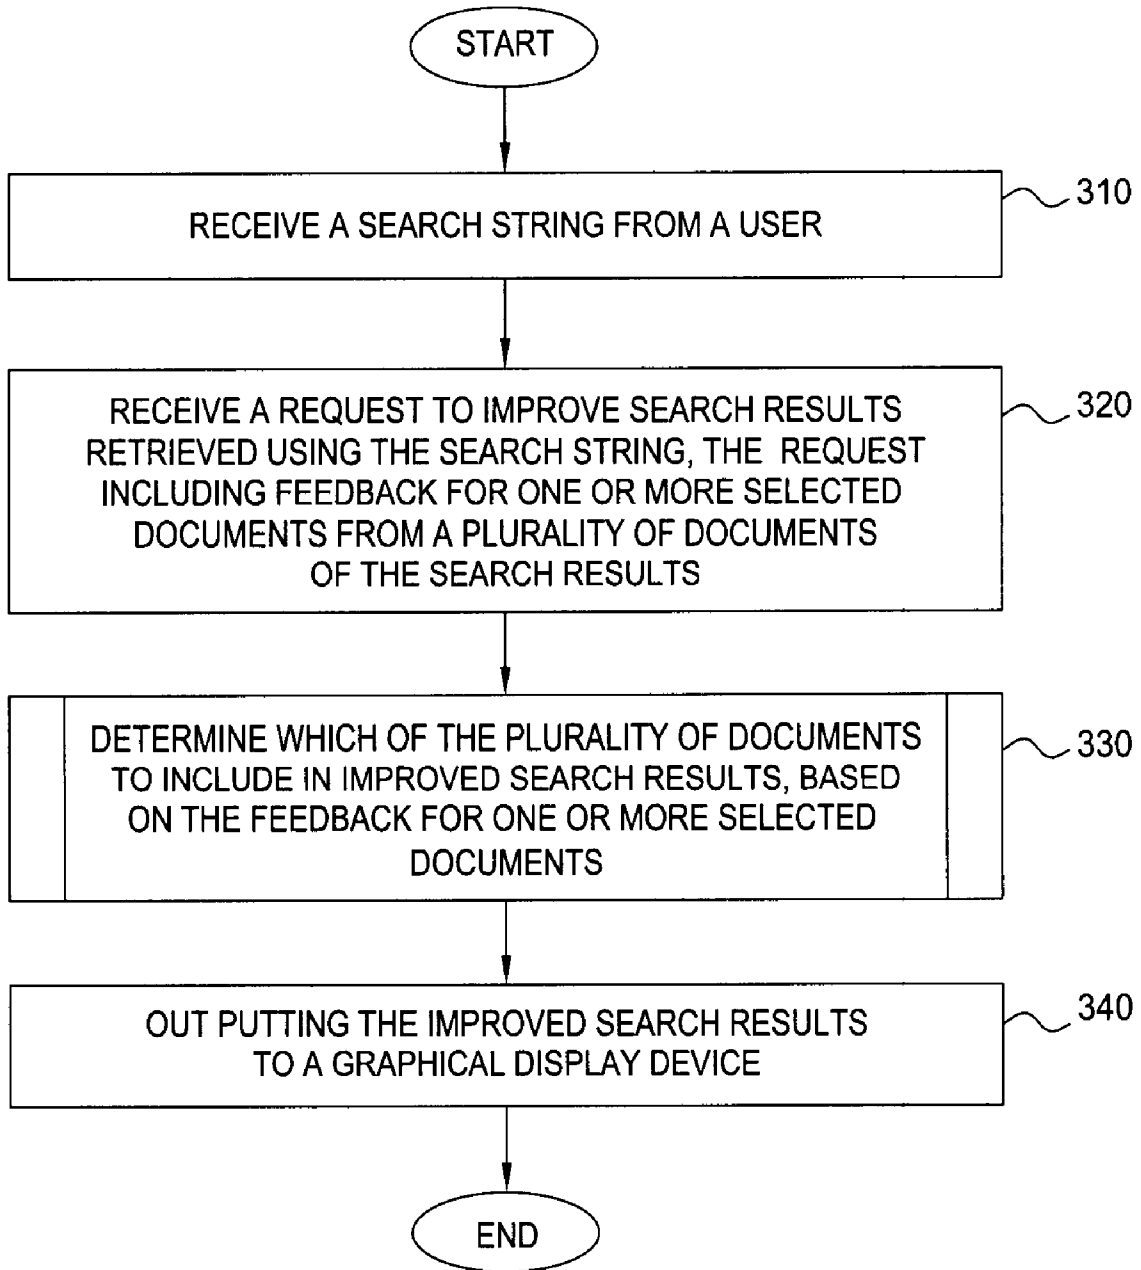 START
RECEIVE A SEARCH STRING FROM A USER
310
RECEIVE A REQUEST TO IMPROVE SEARCH RESULTS
RETRIEVED USING THE SEARCH STRING, THE REQUEST
INCLUDING FEEDBACK FOR ONE OR MORE SELECTED
DOCUMENTS FROM A PLURALITY OF DOCUMENTS
OF THE SEARCH RESULTS
320
DETERMINE WHICH OF THE PLURALITY OF DOCUMENTS
TO INCLUDE IN IMPROVED SEARCH RESULTS, BASED
ON THE FEEDBACK FOR ONE OR MORE SELECTED
DOCUMENTS
330
OUT PUTTING THE IMPROVED SEARCH RESULTS
TO A GRAPHICAL DISPLAY DEVICE
340
END